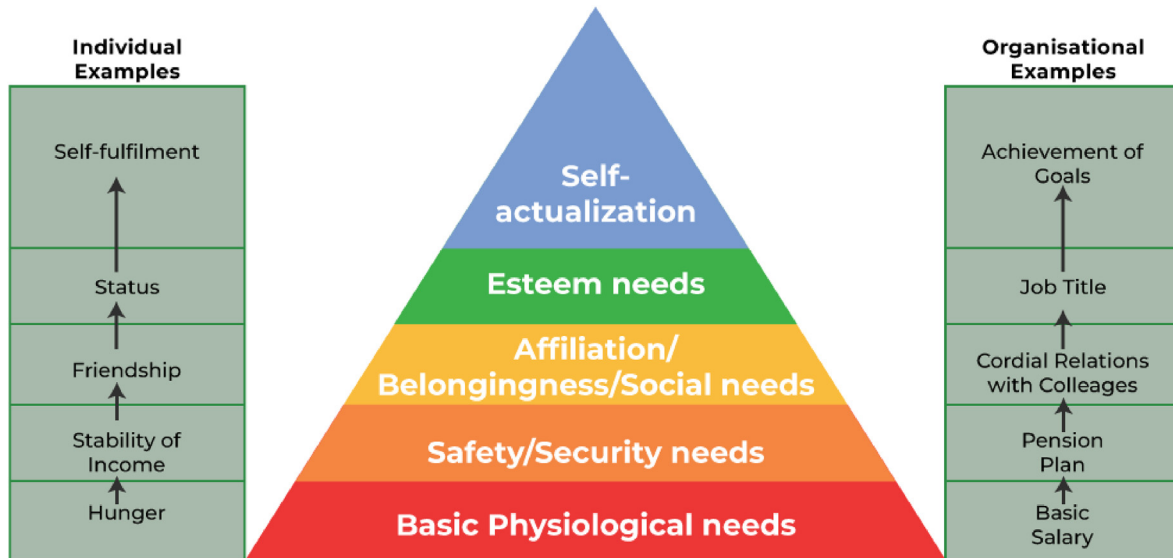 Individual
Examples
Self-fulfilment
Status
Friendship
Stability of
Income
Hunger
Self-
actualization
Esteem needs
Affiliation/
Belongingness/Social needs
Safety/Security needs
Basic Physiological needs
Organisational
Examples
Achievement of
Goals
Job Title
Cordial Relations
with Colleages
Pension
Plan
Basic
Salary